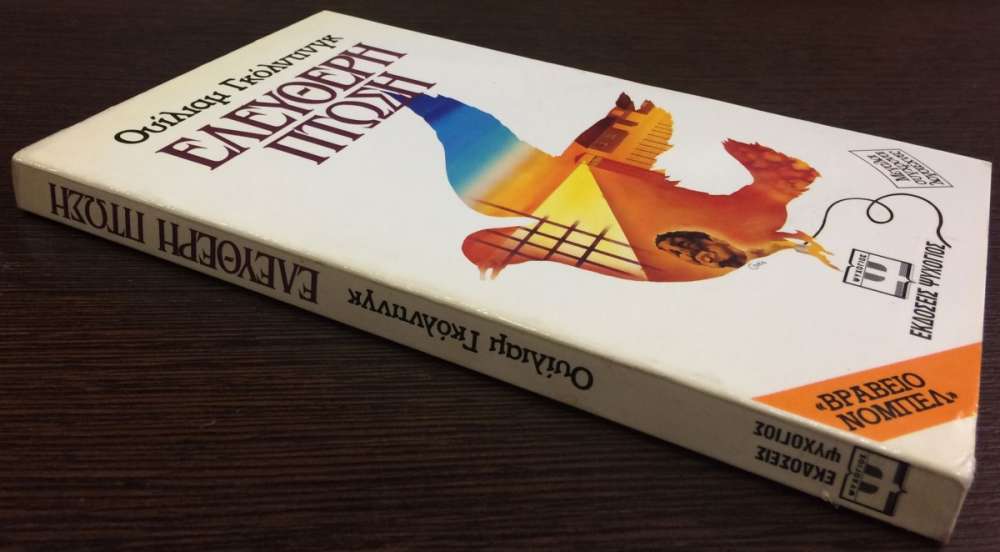 Ουίλιαμ Γκόλντινγκ
ΕΛΕΥΘΕΡΗ
ΠΤΩΣΗ
ΨΥΧΟΓΙΟΣ
ΕΚΔΟΣΕΙΣ ΨΥΧΟΓΙΟΣ
«ΒΡΑΒΕΙΟ
ΝΟΜΠΕΛ»
Ουίλιαμ Γκόλντινγκ ΕΛΕΥΘΕΡΗ ΠΤΩΣΗ
ΕΚΔΟΣΕΙΣ
ΨΥΧΟΓΙΟΣ
ΨΥΧΟΓΙΟΣ